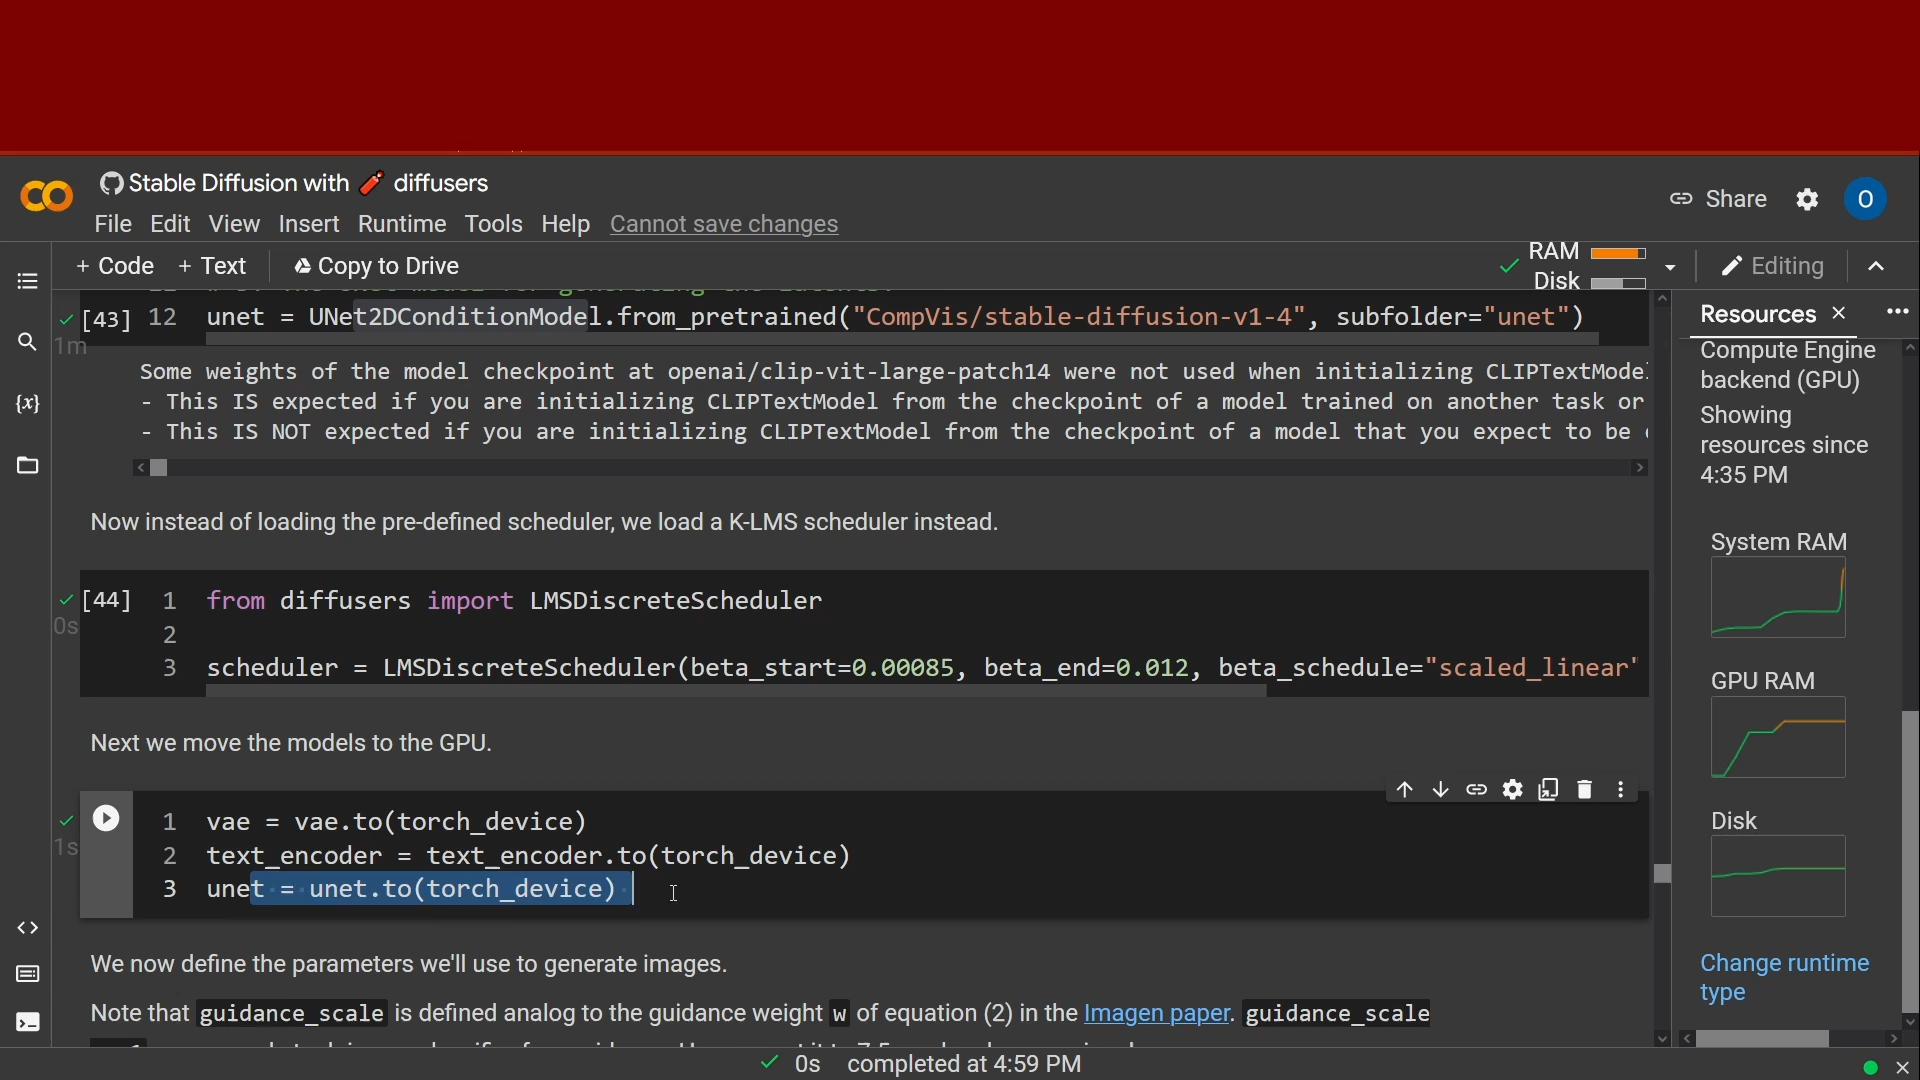 Stable Diffusion with 🧨 diffusers
File Edit View Insert Runtime Tools Help Cannot save changes
Share
O
+ Code + Text Copy to Drive
RAM
Disk
Editing
[43] 12 unet = UNet2DConditionModel.from_pretrained("CompVis/stable-diffusion-v1-4", subfolder="unet")
1m
Some weights of the model checkpoint at openai/clip-vit-large-patch14 were not used when initializing CLIPTextModel
- This IS expected if you are initializing CLIPTextModel from the checkpoint of a model trained on another task or
- This IS NOT expected if you are initializing CLIPTextModel from the checkpoint of a model that you expect to be
Now instead of loading the pre-defined scheduler, we load a K-LMS scheduler instead.
[44] 1 from diffusers import LMSDiscreteScheduler
0s
2
3 scheduler = LMSDiscreteScheduler(beta_start=0.00085, beta_end=0.012, beta_schedule="scaled_linear"
Next we move the models to the GPU.
1 vae = vae.to(torch_device)
1s
2 text_encoder = text_encoder.to(torch_device)
3 unet = unet.to(torch_device)
We now define the parameters we'll use to generate images.
Note that guidance_scale is defined analog to the guidance weight w of equation (2) in the Imagen paper. guidance_scale
Resources
Compute Engine
backend (GPU)
Showing
resources since
4:35 PM
System RAM
GPU RAM
Disk
Change runtime
type
0s completed at 4:59 PM